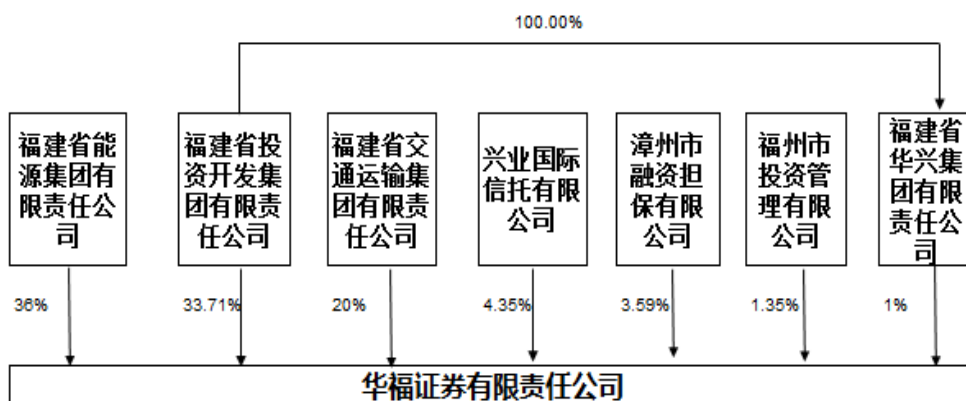 100.00%
福建省能
源集团有
限责任公
司
福建省投
资开发集
团有限责
任公司
福建省交
通运输集
团有限责
任公司
兴业国际
信托有限
公司
漳州市
融资担
保有限
公司
福州市
投资管
理有限
公司
福建省
华兴集
团有限
责任公
司
36%
33.71%
20%
4.35%
3.59%
1.35%
1%
华福证券有限责任公司